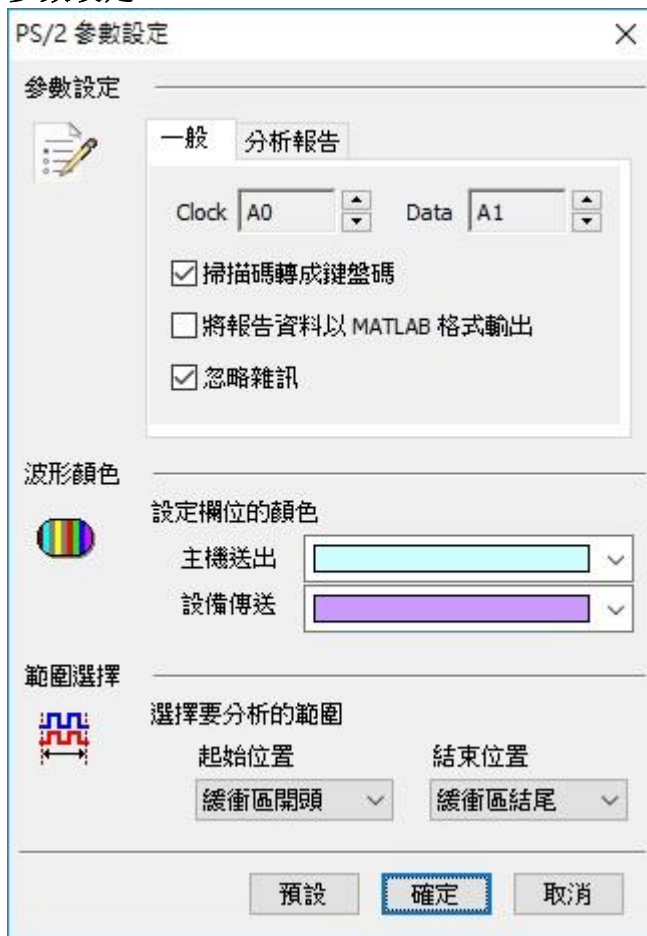 PS/2 參數設定
參數設定
一般 分析報告
Clock A0 Data A1
掃描碼轉成鍵盤碼
將報告資料以 MATLAB 格式輸出
忽略雜訊
波形顏色
設定欄位的顏色
主機送出
設備傳送
範圍選擇
選擇要分析的範圍
起始位置 結束位置
緩衝區開頭 緩衝區結尾
預設 確定 取消